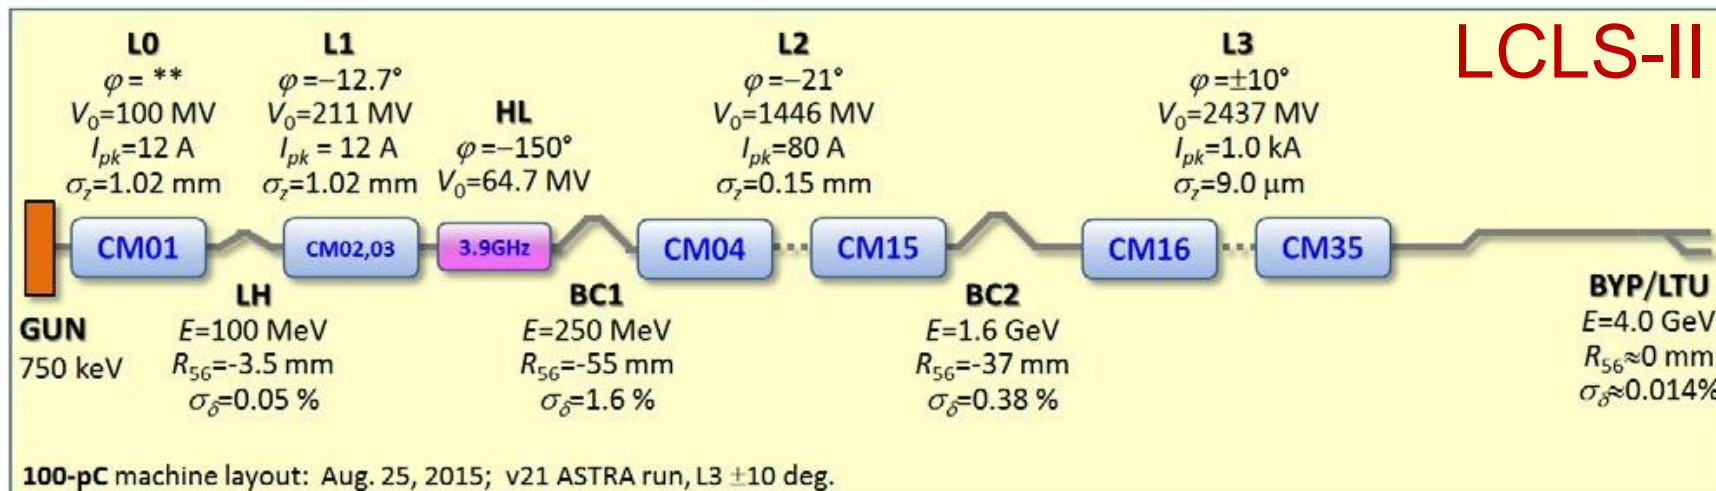 LCLS-II
L0
φ= **
V0=100 MV
Ipk=12 A
σz=1.02 mm
L1
φ=−12.7°
V0=211 MV
Ipk = 12 A
σz=1.02 mm
HL
φ=−150°
V0=64.7 MV
L2
φ=−21°
V0=1446 MV
Ipk=80 A
σz=0.15 mm
L3
φ=±10°
V0=2437 MV
Ipk=1.0 kA
σz=9.0 µm
CM01
CM02,03
3.9GHz
CM04
CM15
CM16
CM35
GUN
750 keV
LH
E=100 MeV
R56=-3.5 mm
σδ=0.05 %
BC1
E=250 MeV
R56=-55 mm
σδ=1.6 %
BC2
E=1.6 GeV
R56=-37 mm
σδ=0.38 %
BYP/LTU
E=4.0 GeV
R56≈0 mm
σδ≈0.014%
100-pC machine layout: Aug. 25, 2015; v21 ASTRA run, L3 ±10 deg.